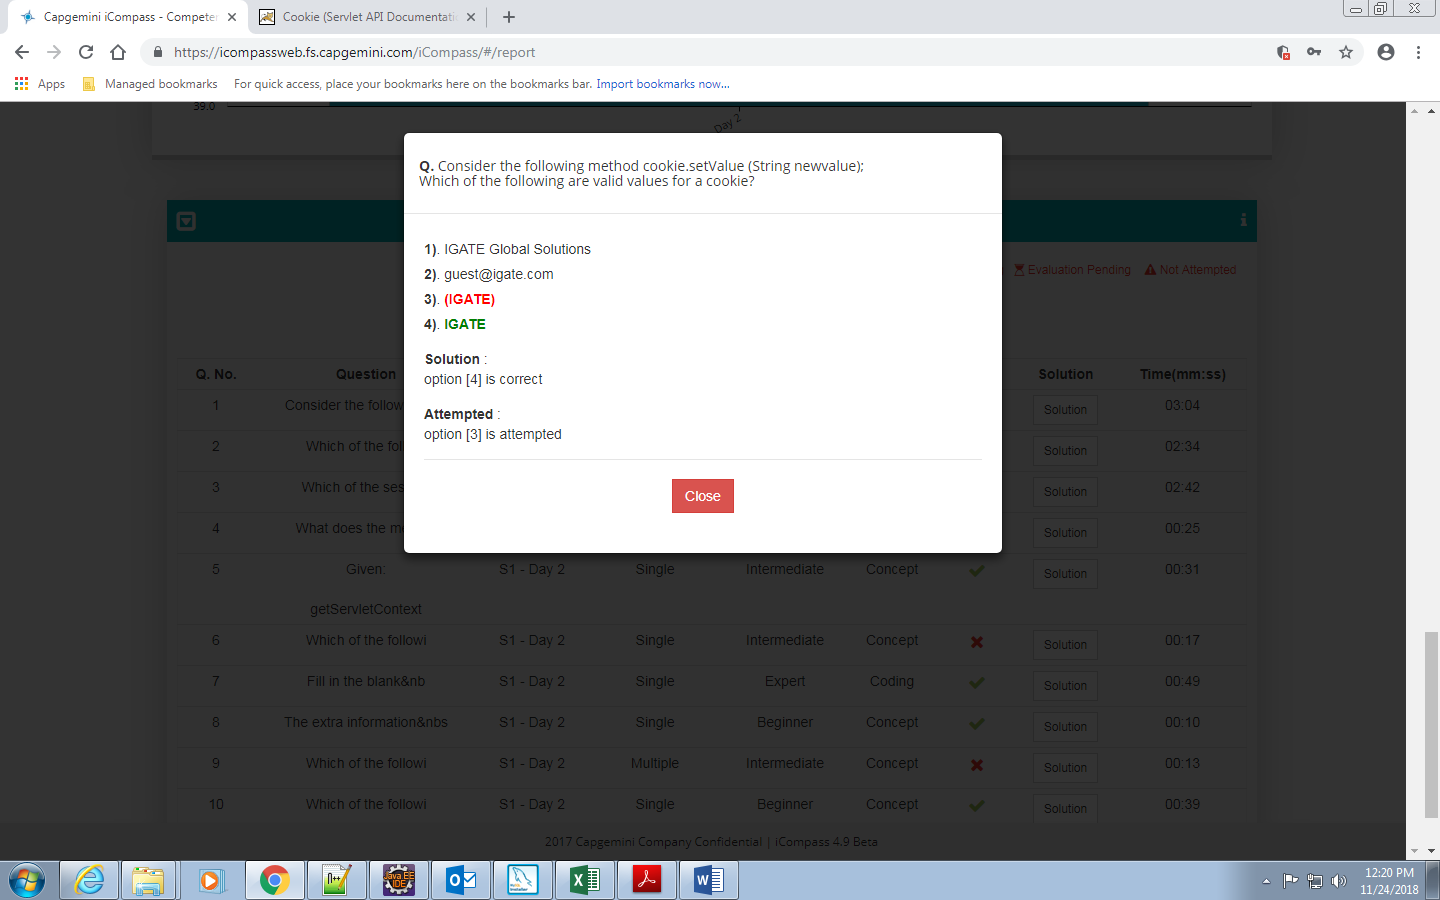 Capgemini iCompass - Competen
Cookie (Servlet API Documentati
https://icompassweb.fs.capgemini.com/iCompass/#/report
Apps
Managed bookmarks
For quick access, place your bookmarks here on the bookmarks bar. Import bookmarks now...
39.0
Day 2
Q. Consider the following method cookie.setValue (String newvalue);
Which of the following are valid values for a cookie?
1). IGATE Global Solutions
2). guest@igate.com
3). (IGATE)
4). IGATE
Solution :
option [4] is correct
Attempted :
option [3] is attempted
Close
Evaluation Pending Not Attempted
Q. No. Question Solution Time(mm:ss)
1 Consider the follow Solution 03:04
2 Which of the fol Solution 02:34
3 Which of the ses Solution 02:42
4 What does the m Solution 00:25
5 Given: S1 - Day 2 Single Intermediate Concept Solution 00:31
getServletContext
6 Which of the followi S1 - Day 2 Single Intermediate Concept Solution 00:17
7 Fill in the blank&nb S1 - Day 2 Single Expert Coding Solution 00:49
8 The extra information&nbs S1 - Day 2 Single Beginner Concept Solution 00:10
9 Which of the followi S1 - Day 2 Multiple Intermediate Concept Solution 00:13
10 Which of the followi S1 - Day 2 Single Beginner Concept Solution 00:39
2017 Capgemini Company Confidential | iCompass 4.9 Beta
12:20 PM
11/24/2018